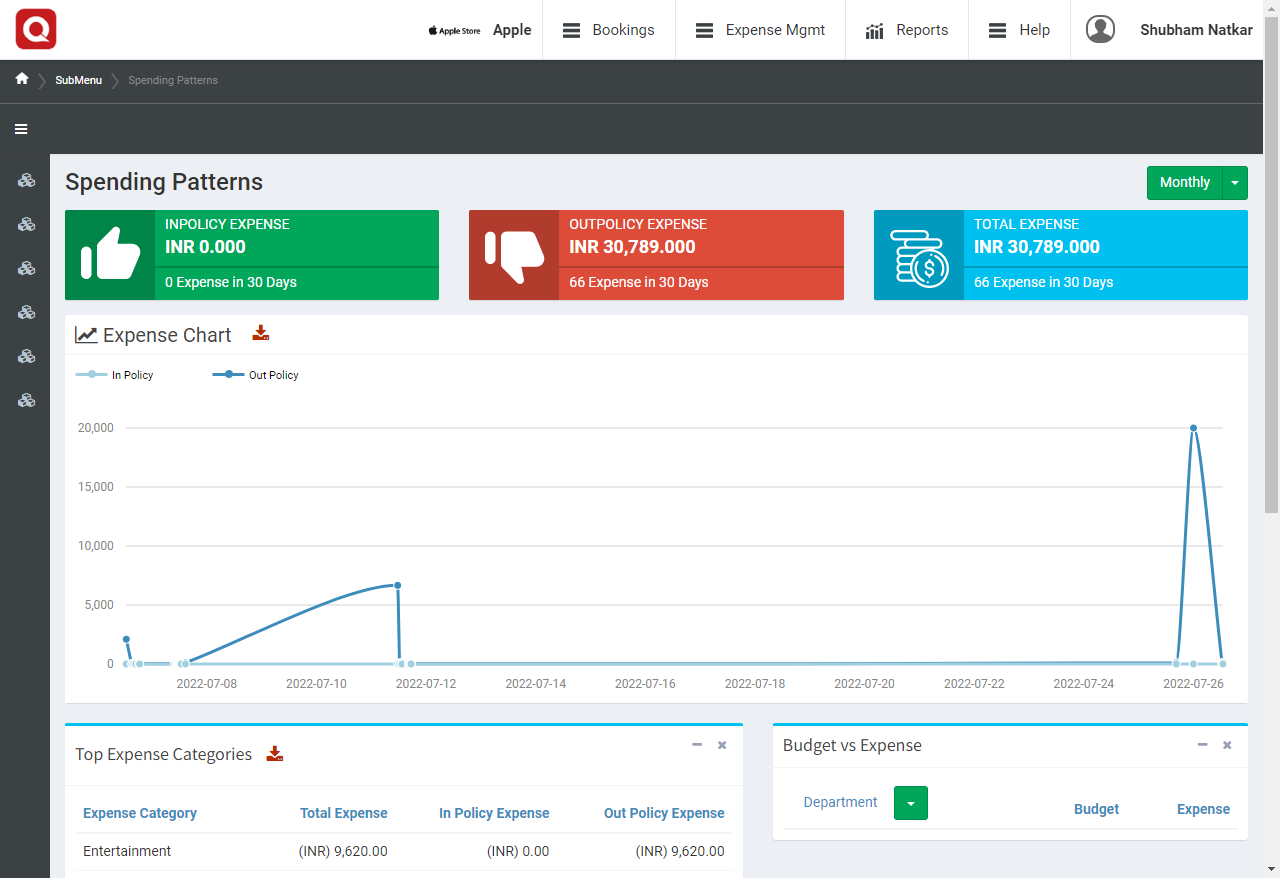 Q
Apple Store Apple
Bookings
Expense Mgmt
Reports
Help
Shubham Natkar
SubMenu
Spending Patterns
Spending Patterns
Monthly
INPOLICY EXPENSE
INR 0.000
0 Expense in 30 Days
OUTPOLICY EXPENSE
INR 30,789.000
66 Expense in 30 Days
TOTAL EXPENSE
INR 30,789.000
66 Expense in 30 Days
Expense Chart
In Policy
Out Policy
20,000
15,000
10,000
5,000
0
2022-07-08 2022-07-10 2022-07-12 2022-07-14 2022-07-16 2022-07-18 2022-07-20 2022-07-22 2022-07-24 2022-07-26
Top Expense Categories
Expense Category Total Expense In Policy Expense Out Policy Expense
Entertainment (INR) 9,620.00 (INR) 0.00 (INR) 9,620.00
Budget vs Expense
Department Budget Expense